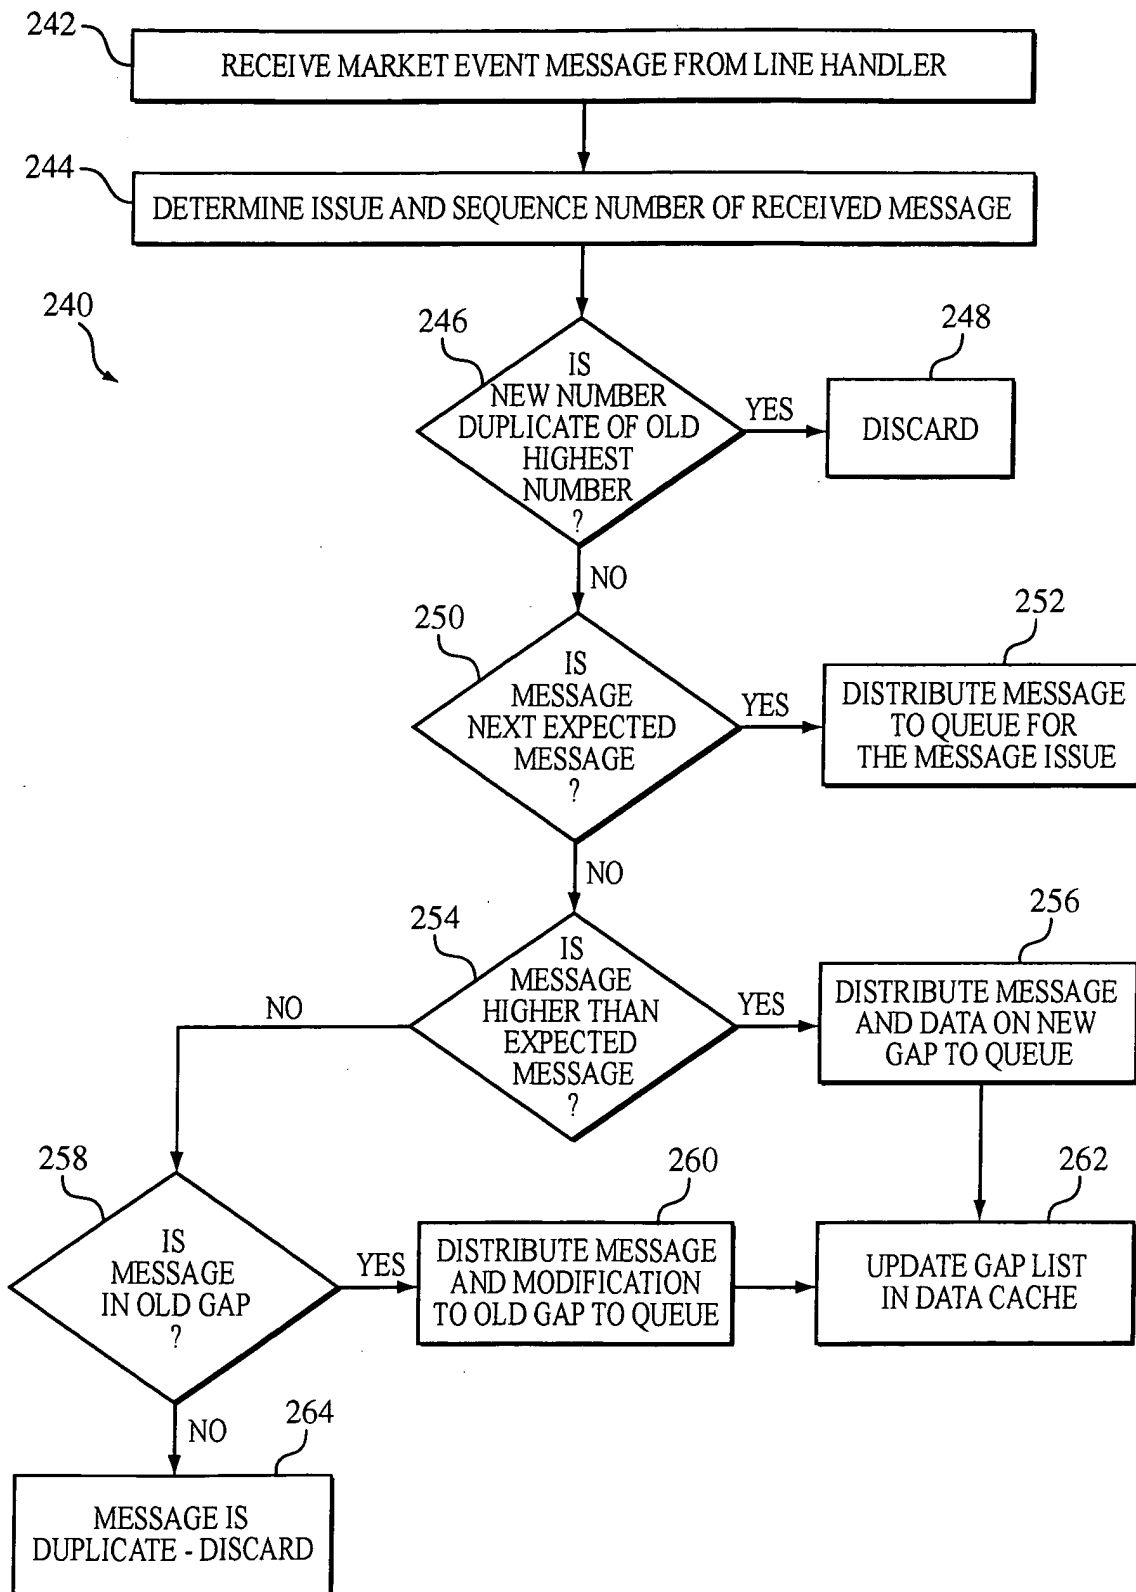 242
RECEIVE MARKET EVENT MESSAGE FROM LINE HANDLER
244
DETERMINE ISSUE AND SEQUENCE NUMBER OF RECEIVED MESSAGE
240
246
IS
NEW NUMBER
DUPLICATE OF OLD
HIGHEST
NUMBER
?
YES
248
DISCARD
NO
250
IS
MESSAGE
NEXT EXPECTED
MESSAGE
?
YES
252
DISTRIBUTE MESSAGE
TO QUEUE FOR
THE MESSAGE ISSUE
NO
254
IS
MESSAGE
HIGHER THAN
EXPECTED
MESSAGE
?
YES
256
DISTRIBUTE MESSAGE
AND DATA ON NEW
GAP TO QUEUE
NO
258
IS
MESSAGE
IN OLD GAP
?
YES
260
DISTRIBUTE MESSAGE
AND MODIFICATION
TO OLD GAP TO QUEUE
262
UPDATE GAP LIST
IN DATA CACHE
NO
264
MESSAGE IS
DUPLICATE - DISCARD